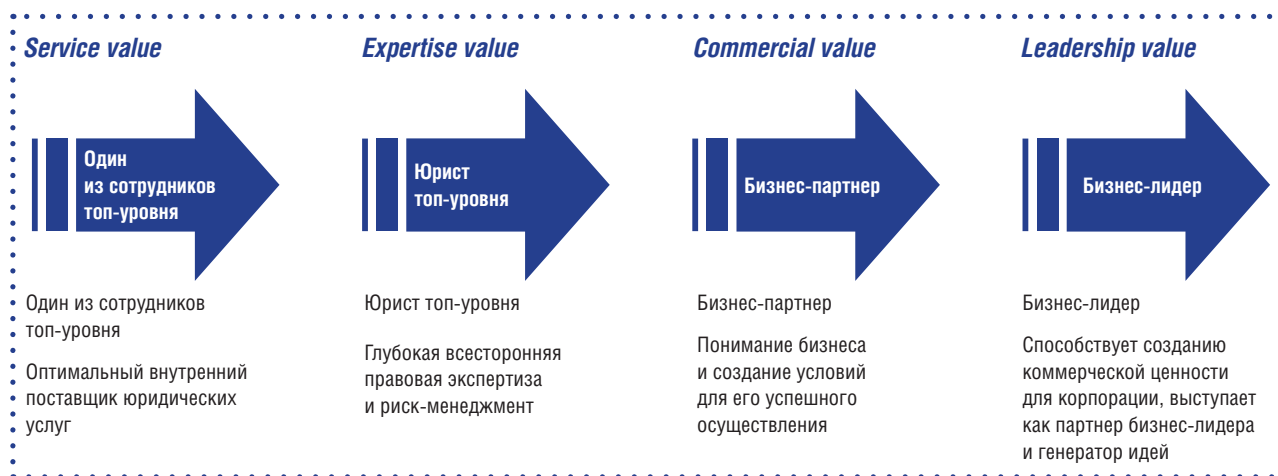 Service value
Один
из сотрудников
топ-уровня
Один из сотрудников
топ-уровня
Оптимальный внутренний
поставщик юридических
услуг
Expertise value
Юрист
топ-уровня
Юрист топ-уровня
Глубокая всесторонняя
правовая экспертиза
и риск-менеджмент
Commercial value
Бизнес-партнер
Бизнес-партнер
Понимание бизнеса
и создание условий
для его успешного
осуществления
Leadership value
Бизнес-лидер
Бизнес-лидер
Способствует созданию
коммерческой ценности
для корпорации, выступает
как партнер бизнес-лидера
и генератор идей